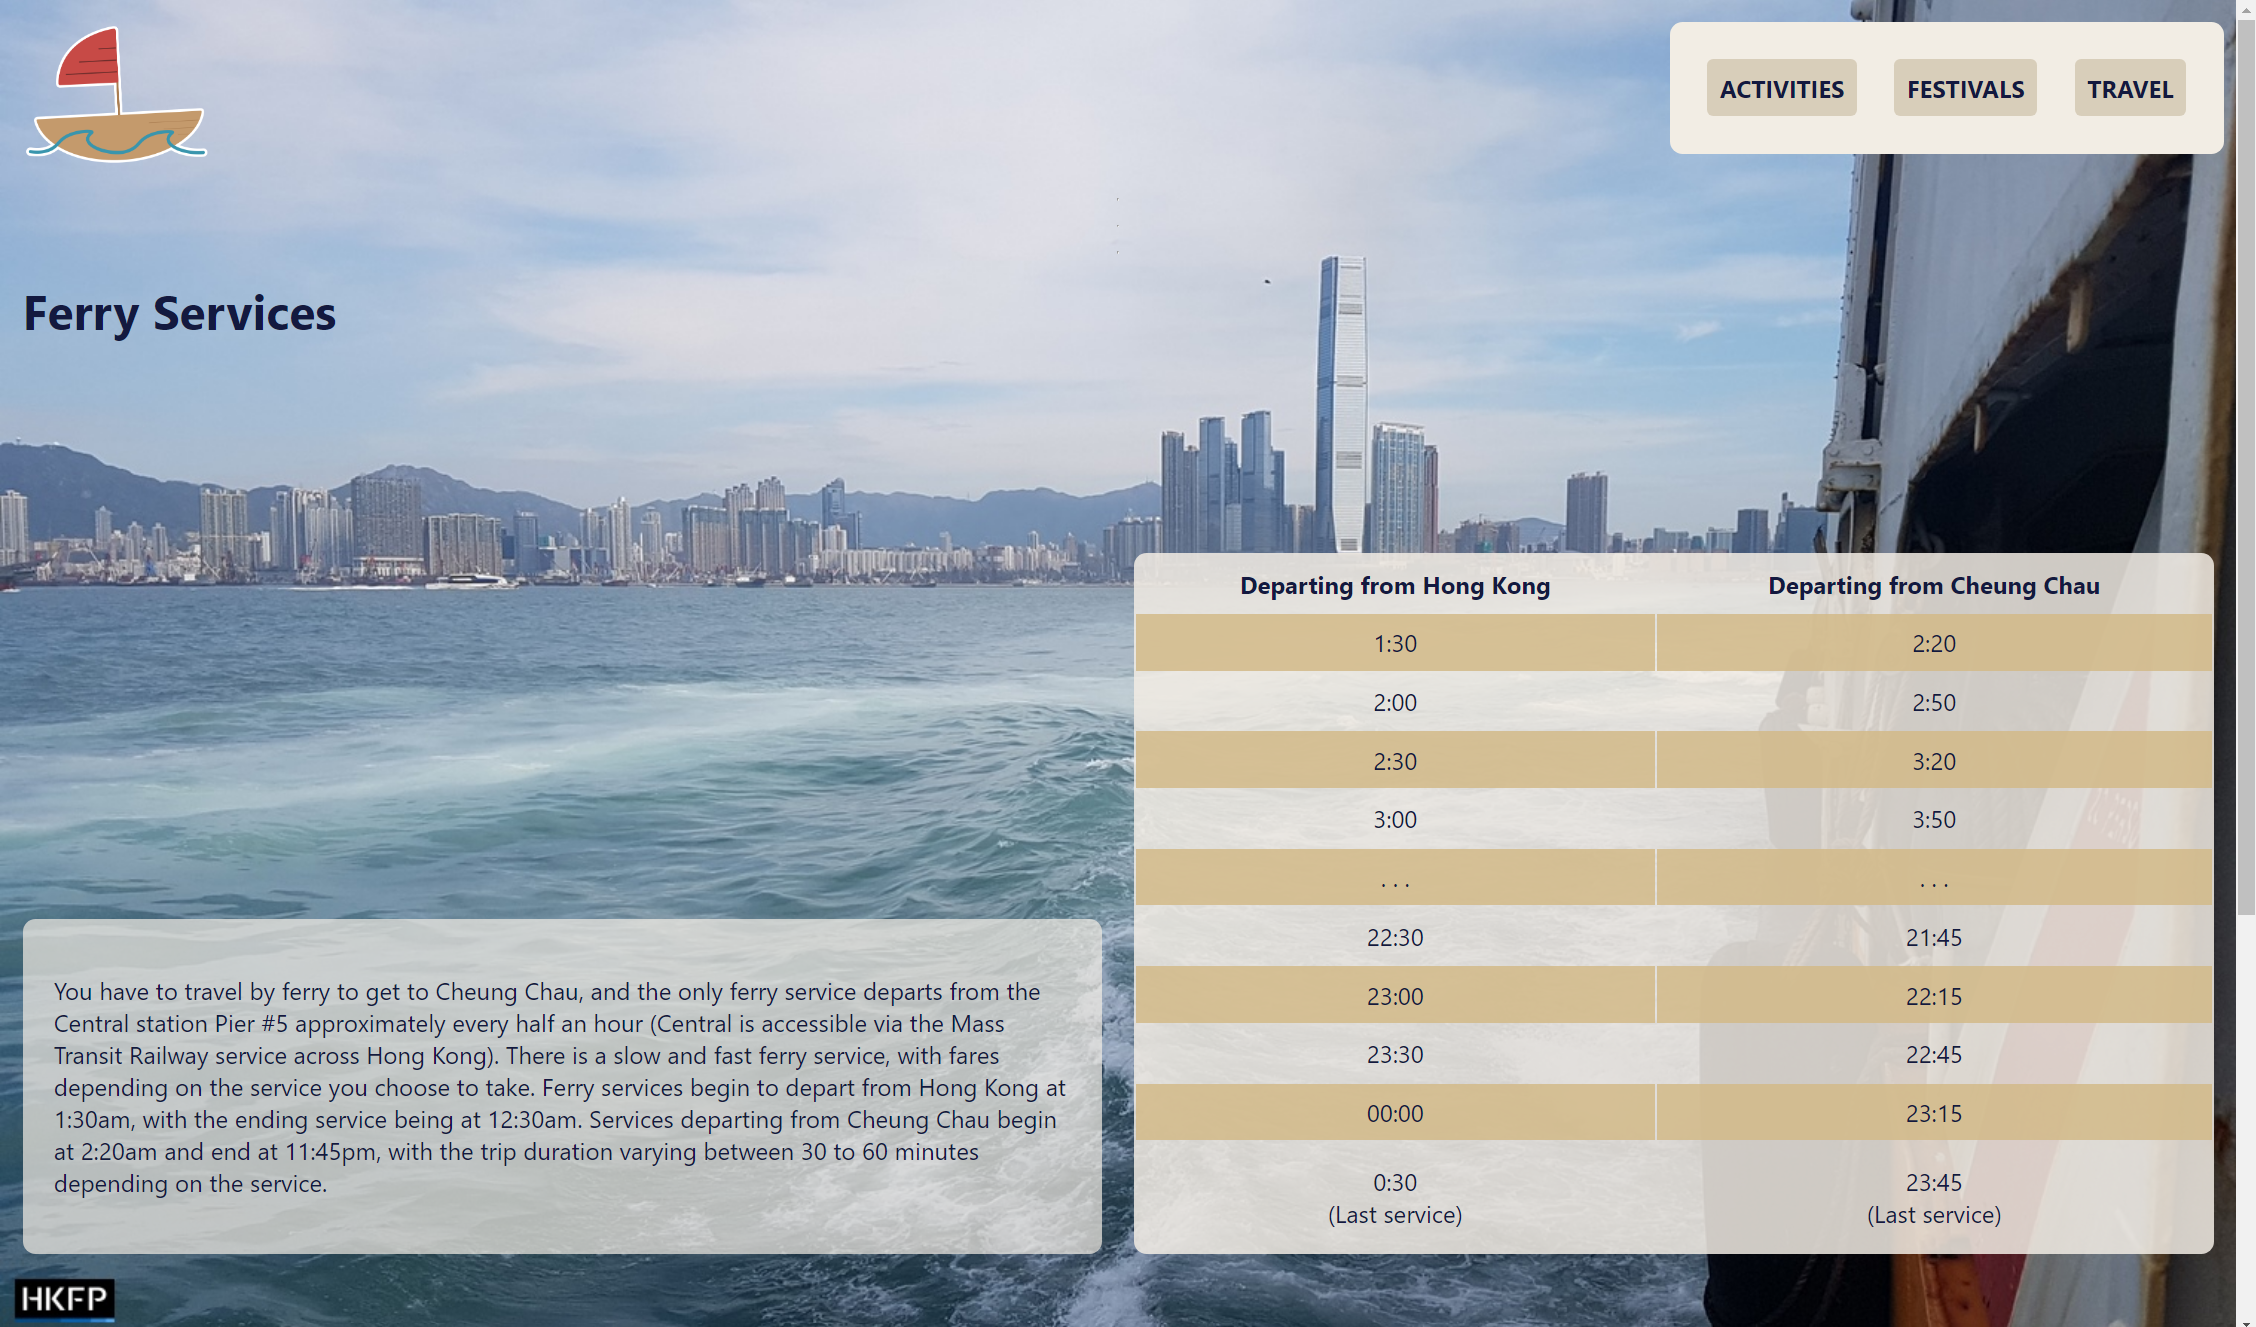 ACTIVITIES FESTIVALS TRAVEL
Ferry Services
Departing from Hong Kong Departing from Cheung Chau
1:30 2:20
2:00 2:50
2:30 3:20
3:00 3:50
. . . . . .
22:30 21:45
23:00 22:15
23:30 22:45
00:00 23:15
0:30 23:45
(Last service) (Last service)
You have to travel by ferry to get to Cheung Chau, and the only ferry service departs from the
Central station Pier #5 approximately every half an hour (Central is accessible via the Mass
Transit Railway service across Hong Kong). There is a slow and fast ferry service, with fares
depending on the service you choose to take. Ferry services begin to depart from Hong Kong at
1:30am, with the ending service being at 12:30am. Services departing from Cheung Chau begin
at 2:20am and end at 11:45pm, with the trip duration varying between 30 to 60 minutes
depending on the service.
HKFP